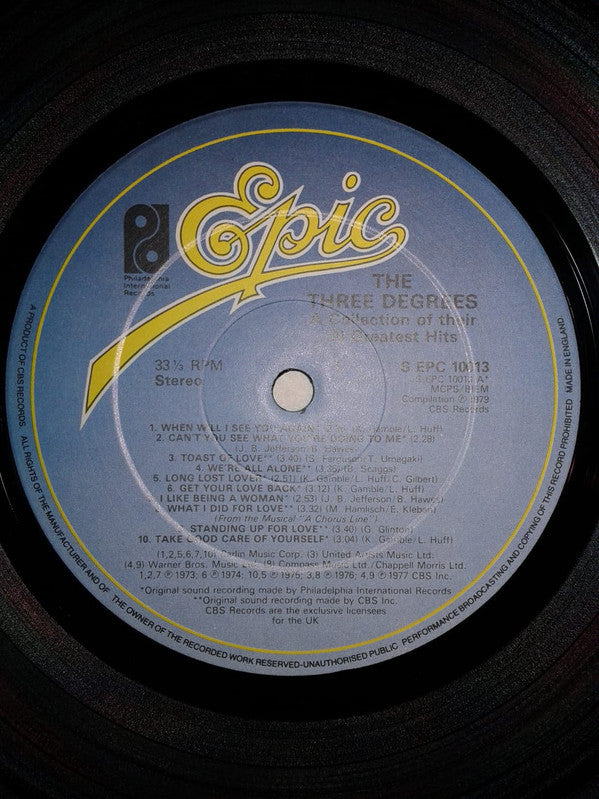 Epic
Philadelphia
International
Records
THE
THREE DEGREES
A Collection of their
20 Greatest Hits
33⅓ RPM
Stereo
S EPC 10013
S EPC 10013 A*
MCPS/BIEM
Compilation ℗ 1979
CBS Records
1. WHEN WILL I SEE YOU AGAIN* Gamble/L. Huff)
2. CAN'T YOU SEE WHAT YOU'RE DOING TO ME* (2.28)
(J. B. Jefferson/B. Hawes)
3. TOAST OF LOVE** (3.40) (S. Ferguson/T. Umegaki)
4. WE'RE ALL ALONE** (B. Scaggs)
5. LONG LOST LOVER* (2.51) (K. Gamble/L. Huff/C. Gilbert)
6. GET YOUR LOVE BACK* (3.12) (K. Gamble/L. Huff)
I LIKE BEING A WOMAN* (2.53) (J. B. Jefferson/B. Hawes)
WHAT I DID FOR LOVE** (3.32) (M. Hamlisch/E. Kleban)
(From the Musical "A Chorus Line")
STANDING UP FOR LOVE** (3.40) (G. Glinton)
10. TAKE GOOD CARE OF YOURSELF* (3.04) (K. Gamble/L. Huff)
(1,2,5,6,7,10) Carlin Music Corp. (3) United Artists Music Ltd.
(4,9) Warner Bros. Music Ltd. (8) Compass Music Ltd./Chappell Morris Ltd.
1,2,7 ℗ 1973; 6 ℗ 1974; 10,5 ℗ 1975; 3,8 ℗ 1976; 4,9 ℗ 1977 CBS Inc.
*Original sound recording made by Philadelphia International Records
**Original sound recording made by CBS Inc.
CBS Records are the exclusive licensees
for the UK
A PRODUCT OF CBS RECORDS. ALL RIGHTS OF THE MANUFACTURER AND OF THE OWNER OF THE RECORDED WORK RESERVED-UNAUTHORISED PUBLIC PERFORMANCE BROADCASTING AND COPYING OF THIS RECORD PROHIBITED MADE IN ENGLAND